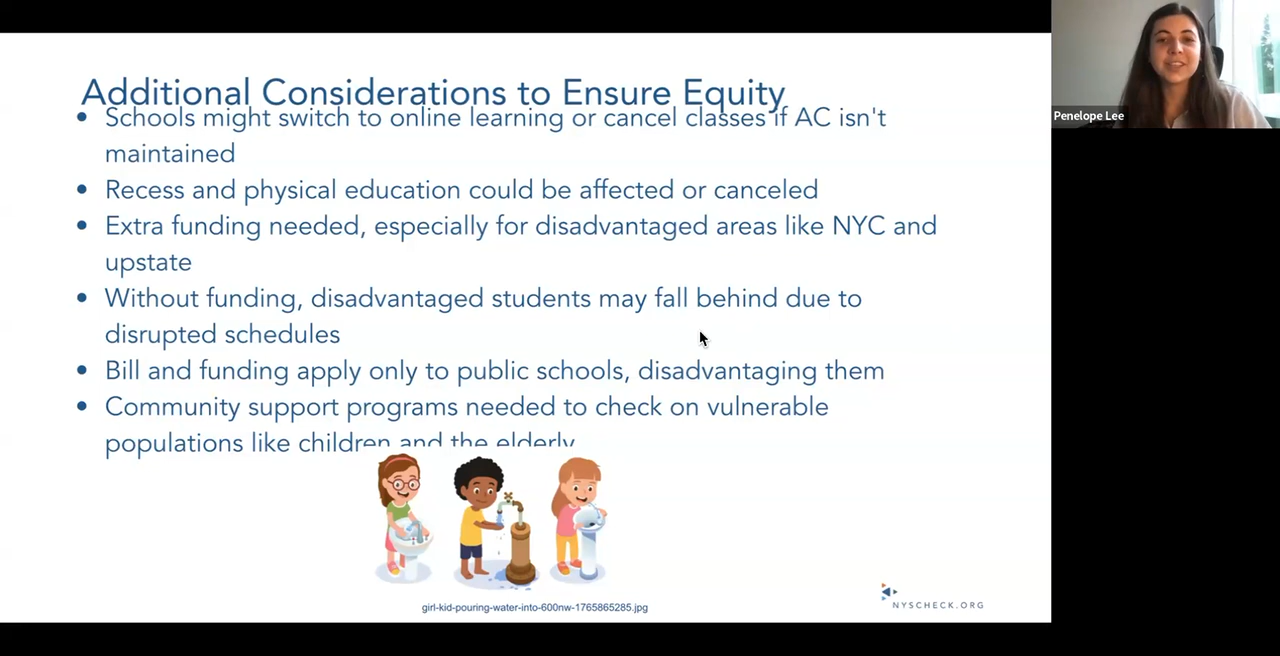 Additional Considerations to Ensure Equity
• Schools might switch to online learning or cancel classes if AC isn't
maintained
• Recess and physical education could be affected or canceled
• Extra funding needed, especially for disadvantaged areas like NYC and
upstate
• Without funding, disadvantaged students may fall behind due to
disrupted schedules
• Bill and funding apply only to public schools, disadvantaging them
• Community support programs needed to check on vulnerable
populations like children and the elderly
girl-kid-pouring-water-into-600nw-1765865285.jpg
NYSCHECK.ORG
Penelope Lee